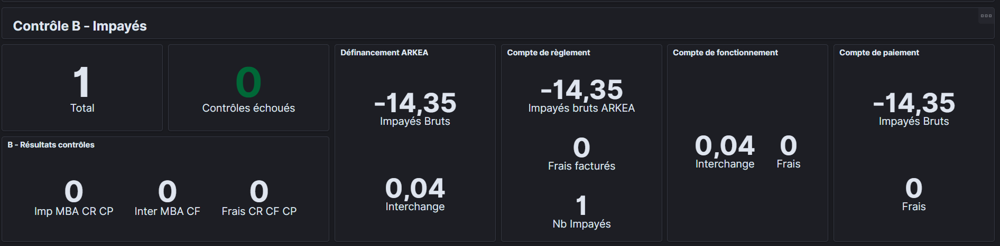 Contrôle B - Impayés
1
Total
0
Contrôles échoués
B - Résultats contrôles
0
Imp MBA CR CP
0
Inter MBA CF
0
Frais CR CF CP
Définancement ARKEA
-14,35
Impayés Bruts
0,04
Interchange
Compte de règlement
-14,35
Impayés bruts ARKEA
0
Frais facturés
1
Nb Impayés
Compte de fonctionnement
0,04
Interchange
0
Frais
Compte de paiement
-14,35
Impayés Bruts
0
Frais